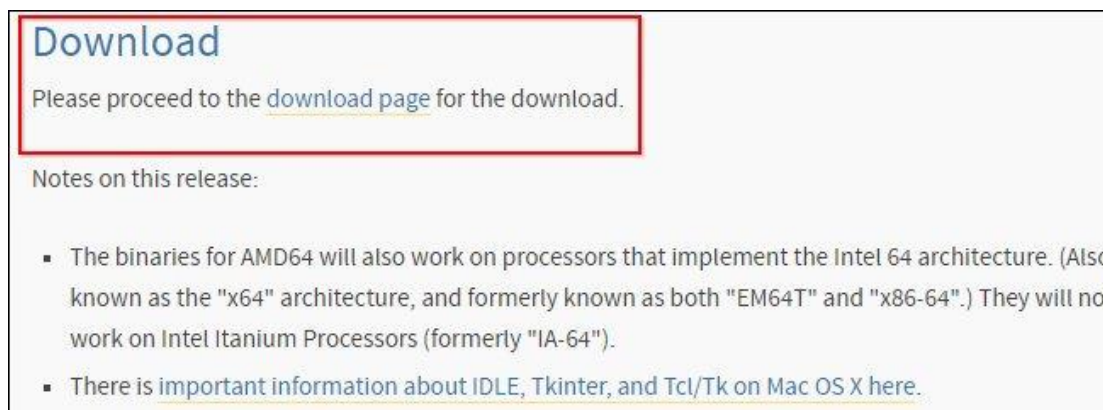 Download
Please proceed to the download page for the download.
Notes on this release:
▪ The binaries for AMD64 will also work on processors that implement the Intel 64 architecture. (Also
known as the "x64" architecture, and formerly known as both "EM64T" and "x86-64".) They will no
work on Intel Itanium Processors (formerly "IA-64").
▪ There is important information about IDLE, Tkinter, and Tcl/Tk on Mac OS X here.